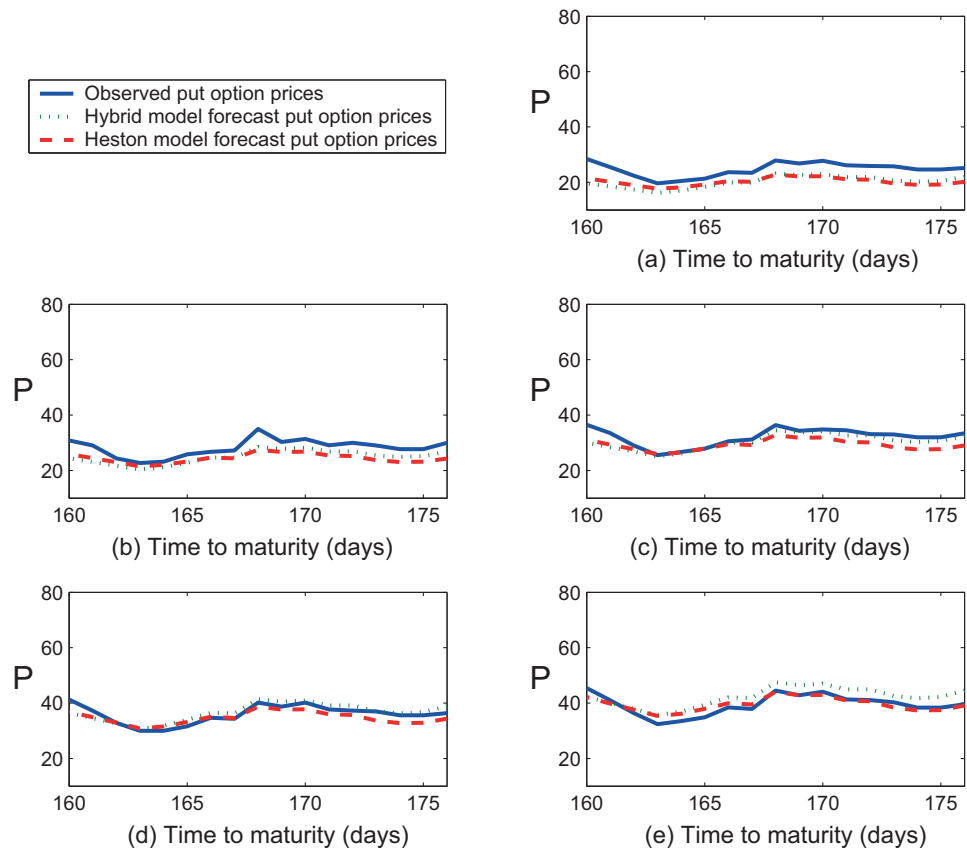 Observed put option prices
Hybrid model forecast put option prices
Heston model forecast put option prices
80
60
P
40
20
160 165 170 175
(a) Time to maturity (days)
80
60
P
40
20
160 165 170 175
(b) Time to maturity (days)
80
60
P
40
20
160 165 170 175
(c) Time to maturity (days)
80
60
P
40
20
160 165 170 175
(d) Time to maturity (days)
80
60
P
40
20
160 165 170 175
(e) Time to maturity (days)